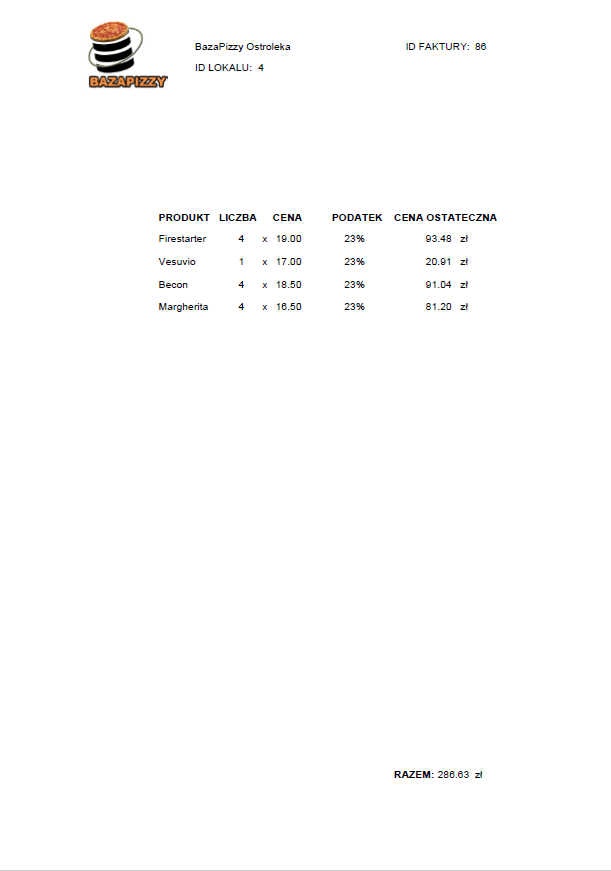 BazaPizzy Ostroleka ID FAKTURY: 86
ID LOKALU: 4
BAZAPIZZY
PRODUKT LICZBA CENA PODATEK CENA OSTATECZNA
Firestarter 4 x 19.00 23% 93.48 zł
Vesuvio 1 x 17.00 23% 20.91 zł
Becon 4 x 18.50 23% 91.04 zł
Margherita 4 x 16.50 23% 81.20 zł
RAZEM: 286.63 zł